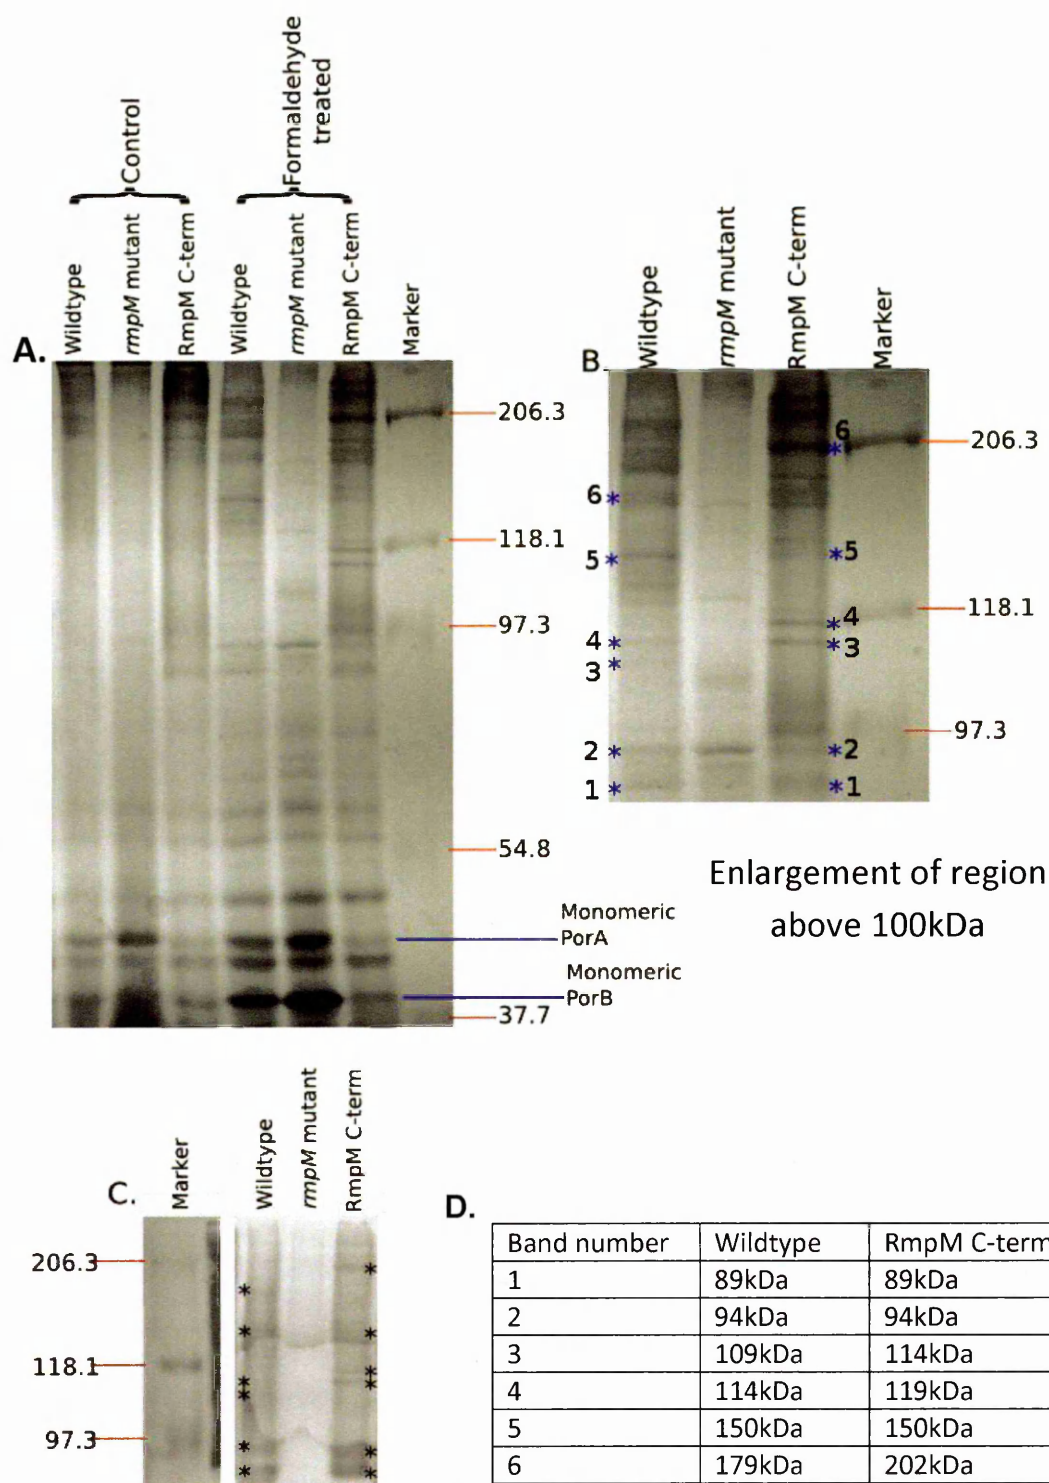 Control
Formaldehyde
treated
Wildtype
rmpM mutant
RmpM C-term
Wildtype
rmpM mutant
RmpM C-term
Marker
A.
206.3
118.1
97.3
54.8
Monomeric
PorA
Monomeric
PorB
37.7
Wildtype
rmpM mutant
RmpM C-term
Marker
B.
6
206.3
6
5
5
118.1
4
4
3
3
97.3
2
2
1
1
Enlargement of region
above 100kDa
Marker
Wildtype
rmpM mutant
RmpM C-term
C.
206.3
118.1
97.3
D.
Band number Wildtype RmpM C-term
1 89kDa 89kDa
2 94kDa 94kDa
3 109kDa 114kDa
4 114kDa 119kDa
5 150kDa 150kDa
6 179kDa 202kDa